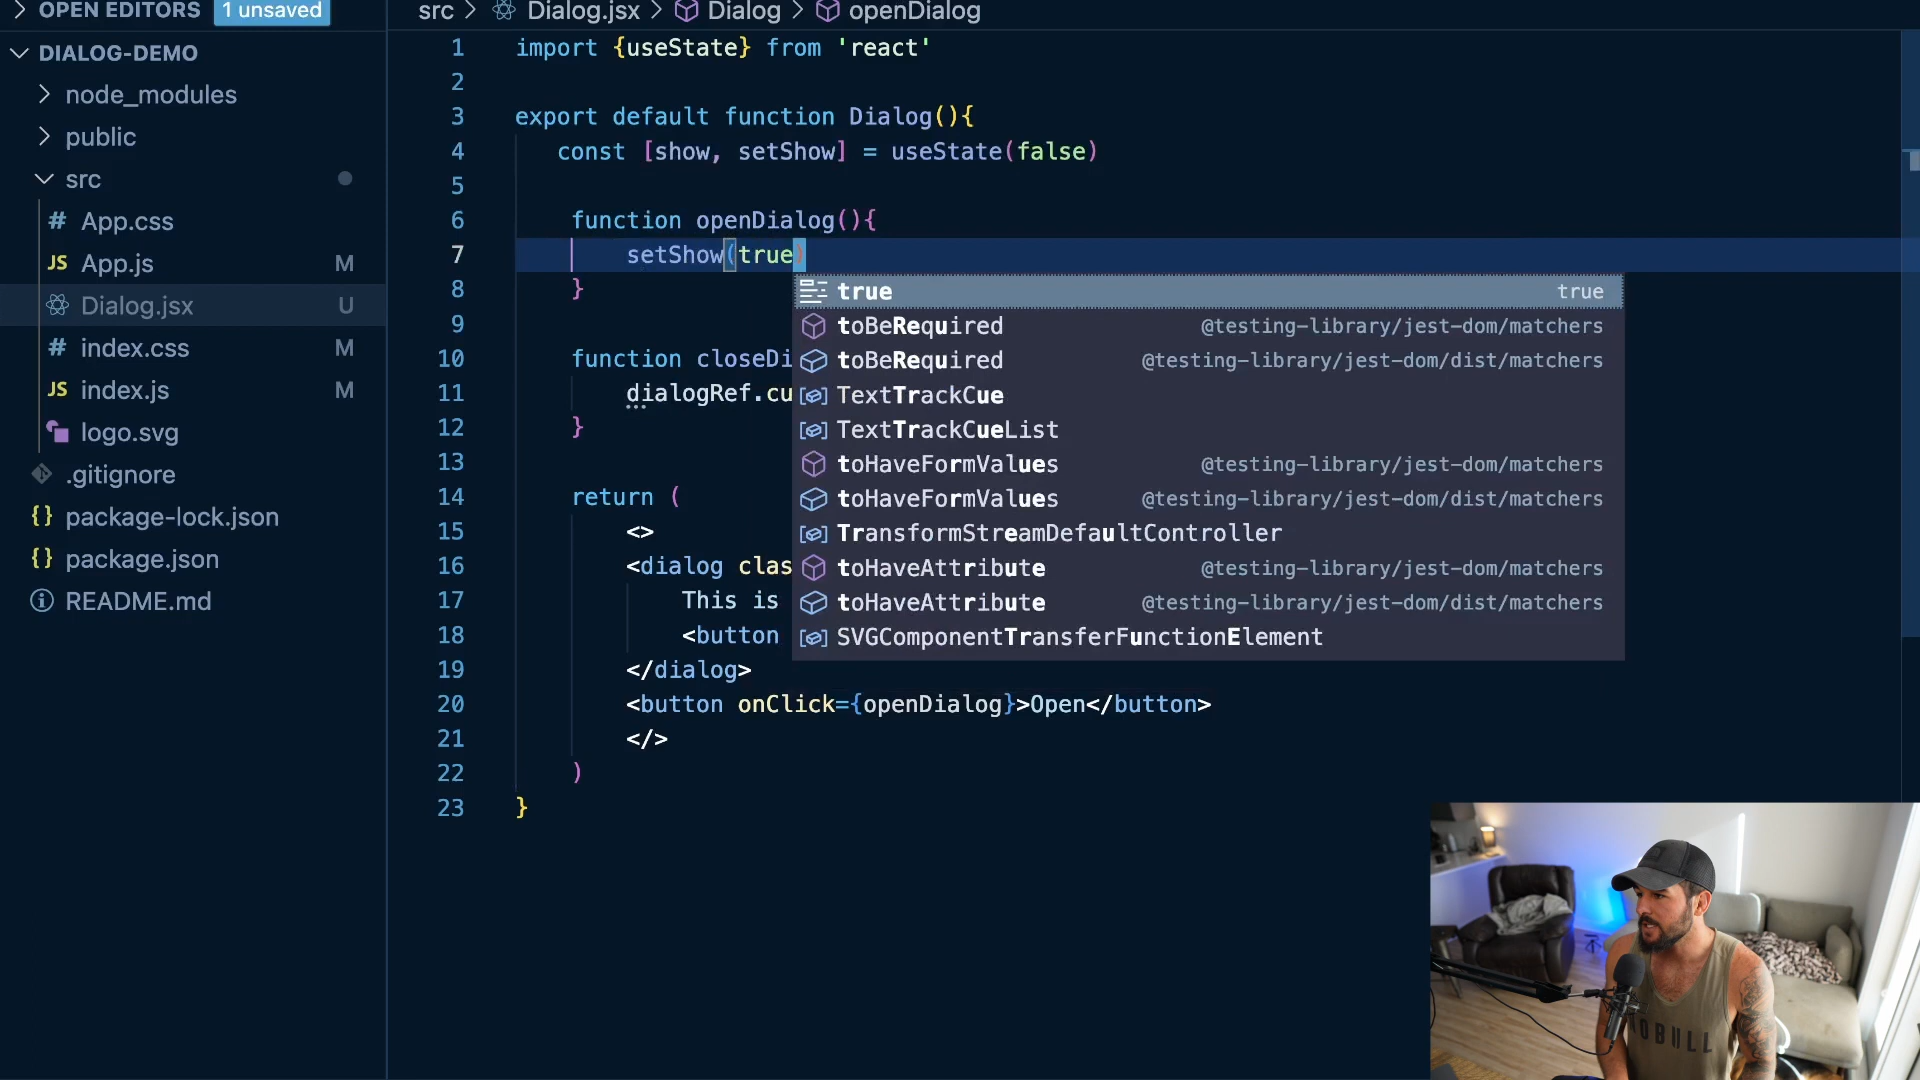 OPEN EDITORS 1 unsaved
DIALOG-DEMO
node_modules
public
src
# App.css
JS App.js M
Dialog.jsx U
# index.css M
JS index.js M
logo.svg
.gitignore
{} package-lock.json
{} package.json
README.md
src > Dialog.jsx > Dialog > openDialog
1 import {useState} from 'react'
2
3 export default function Dialog(){
4 const [show, setShow] = useState(false)
5
6 function openDialog(){
7 setShow(true)
8 }
9
10 function closeDi
11 dialogRef.cu
12 }
13
14 return (
15 <>
16 <dialog clas
17 This is
18 <button
19 </dialog>
20 <button onClick={openDialog}>Open</button>
21 </>
22 )
23 }
true true
toBeRequired @testing-library/jest-dom/matchers
toBeRequired @testing-library/jest-dom/dist/matchers
TextTrackCue
TextTrackCueList
toHaveFormValues @testing-library/jest-dom/matchers
toHaveFormValues @testing-library/jest-dom/dist/matchers
TransformStreamDefaultController
toHaveAttribute @testing-library/jest-dom/matchers
toHaveAttribute @testing-library/jest-dom/dist/matchers
SVGComponentTransferFunctionElement
NOBULL